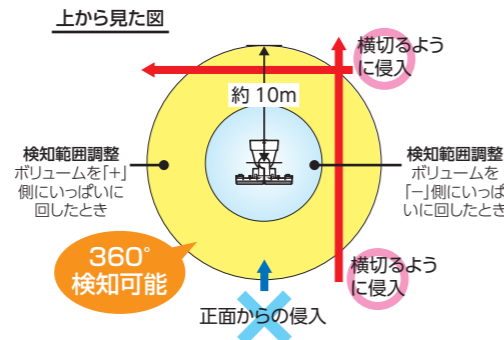 上から見た図
横切るよう
に侵入
約10m
検知範囲調整
ボリュームを「+」
側にいっぱいに
回したとき
検知範囲調整
ボリュームを
「−」側にいっぱ
いに回したとき
360°
検知可能
横切るよう
に侵入
正面からの侵入